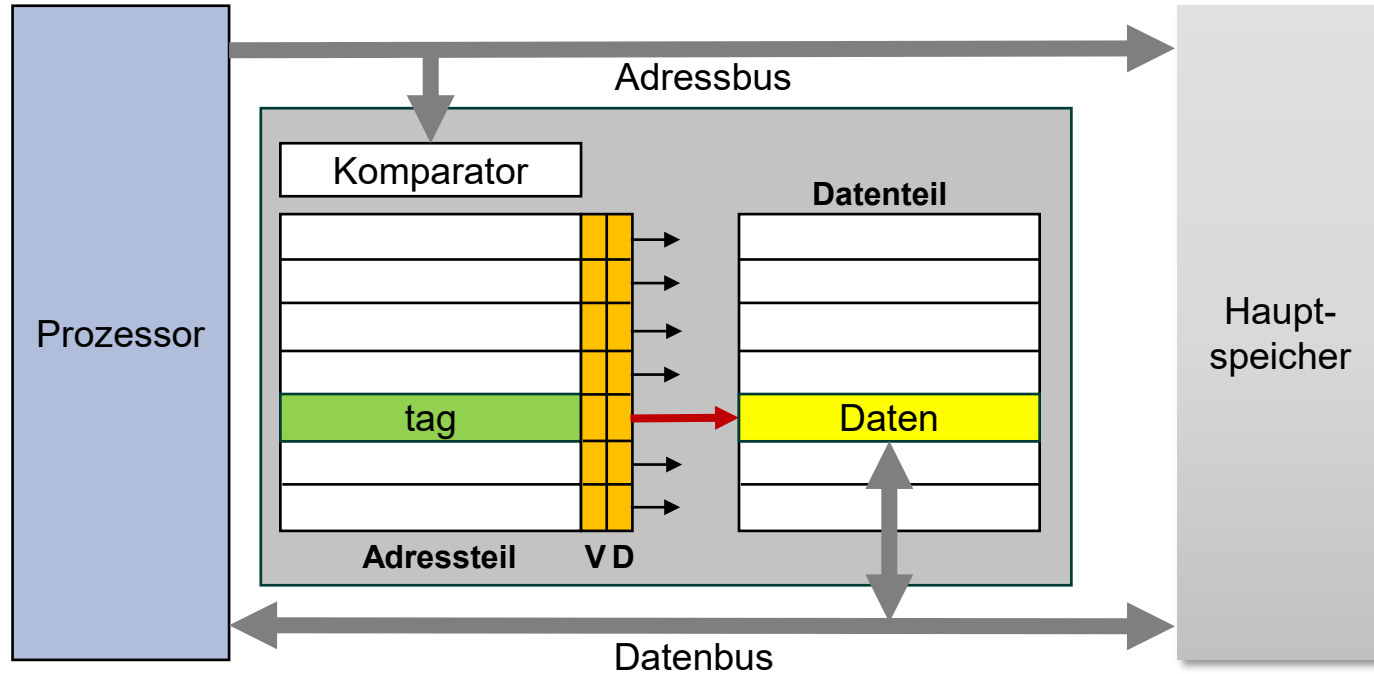 Adressbus
Komparator
Datenteil
Prozessor
Haupt-
speicher
tag
Daten
Adressteil V D
Datenbus